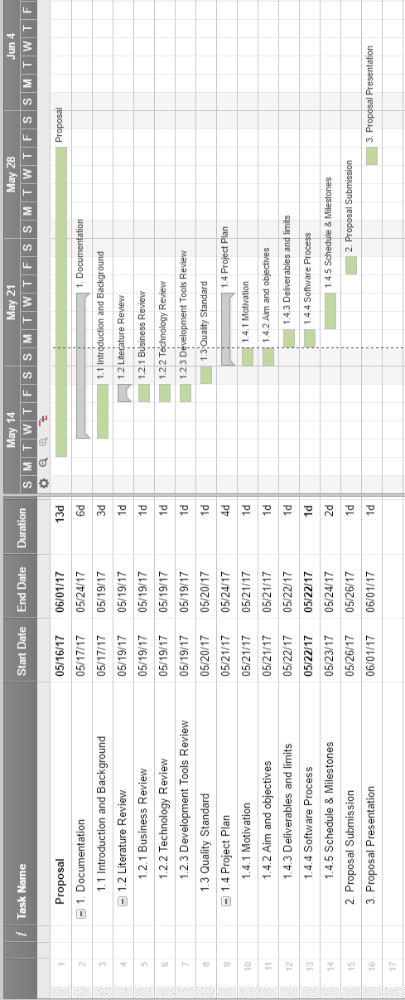 i Task Name Start Date End Date Duration
May 14 May 21 May 28 Jun 4
S M T W T F S S M T W T F S S M T W T F S S M T W T F
1 Proposal 05/16/17 06/01/17 13d Proposal
2 1. Documentation 05/17/17 05/24/17 6d 1. Documentation
3 1.1 Introduction and Background 05/17/17 05/19/17 3d 1.1 Introduction and Background
4 1.2 Literature Review 05/19/17 05/19/17 1d 1.2 Literature Review
5 1.2.1 Business Review 05/19/17 05/19/17 1d 1.2.1 Business Review
6 1.2.2 Technology Review 05/19/17 05/19/17 1d 1.2.2 Technology Review
7 1.2.3 Development Tools Review 05/19/17 05/19/17 1d 1.2.3 Development Tools Review
8 1.3 Quality Standard 05/20/17 05/20/17 1d 1.3 Quality Standard
9 1.4 Project Plan 05/21/17 05/24/17 4d 1.4 Project Plan
10 1.4.1 Motivation 05/21/17 05/21/17 1d 1.4.1 Motivation
11 1.4.2 Aim and objectives 05/21/17 05/21/17 1d 1.4.2 Aim and objectives
12 1.4.3 Deliverables and limits 05/22/17 05/22/17 1d 1.4.3 Deliverables and limits
13 1.4.4 Software Process 05/22/17 05/22/17 1d 1.4.4 Software Process
14 1.4.5 Schedule & Milestones 05/23/17 05/24/17 2d 1.4.5 Schedule & Milestones
15 2. Proposal Submission 05/26/17 05/26/17 1d 2. Proposal Submission
16 3. Proposal Presentation 06/01/17 06/01/17 1d 3. Proposal Presentation
17